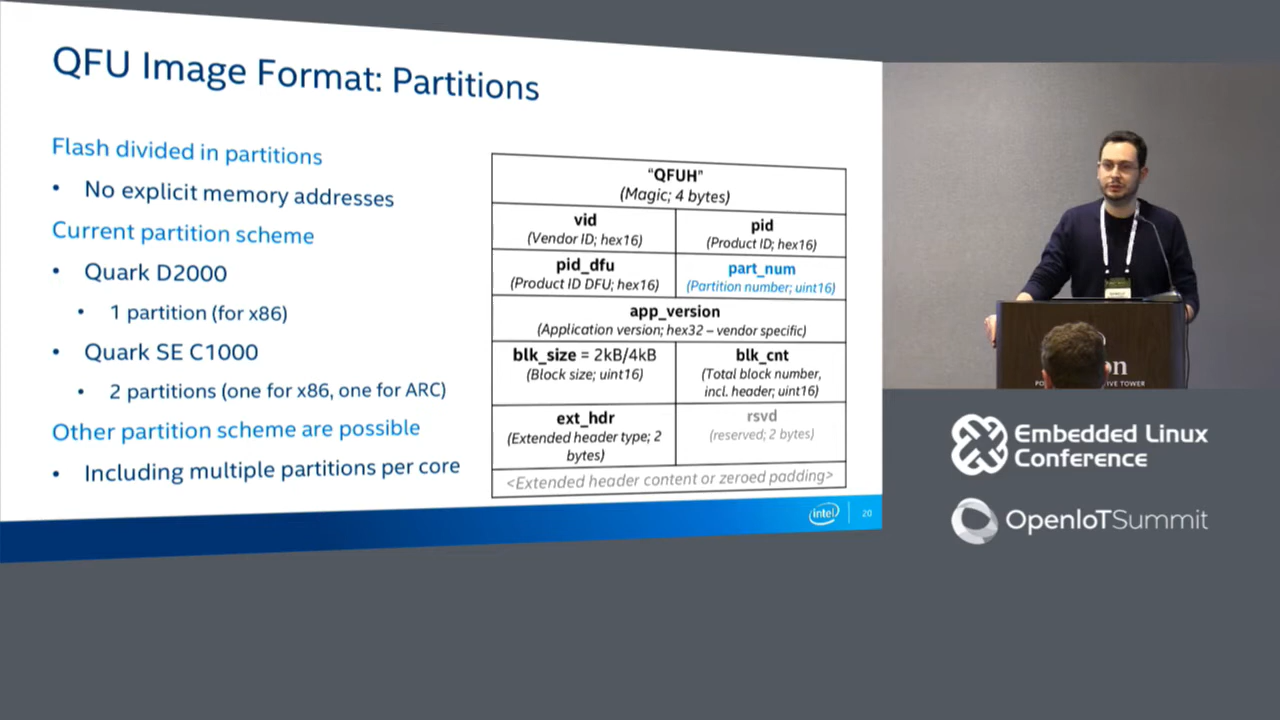 QFU Image Format: Partitions
Flash divided in partitions
• No explicit memory addresses
Current partition scheme
• Quark D2000
• 1 partition (for x86)
• Quark SE C1000
• 2 partitions (one for x86, one for ARC)
Other partition scheme are possible
• Including multiple partitions per core
“QFUH”
(Magic; 4 bytes)
vid
(Vendor ID; hex16)
pid
(Product ID; hex16)
pid_dfu
(Product ID DFU; hex16)
part_num
(Partition number; uint16)
app_version
(Application version; hex32 – vendor specific)
blk_size = 2kB/4kB
(Block size; uint16)
blk_cnt
(Total block number,
incl. header; uint16)
ext_hdr
(Extended header type; 2
bytes)
rsvd
(reserved; 2 bytes)
<Extended header content or zeroed padding>
intel
20
TOWER
Embedded Linux
Conference
OpenIoTSummit